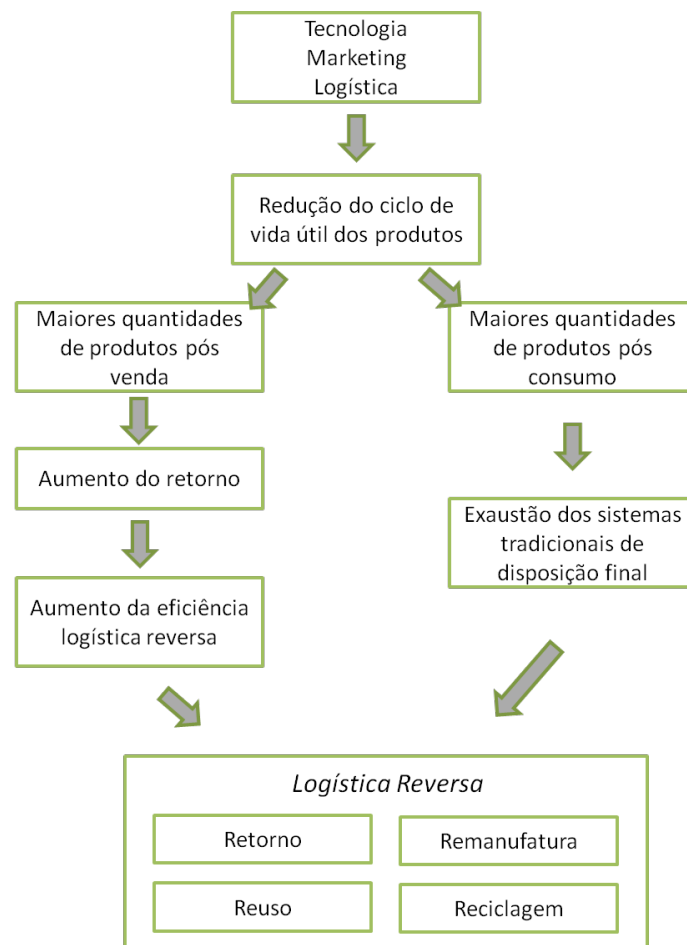 Tecnologia
Marketing
Logística
Redução do ciclo de
vida útil dos produtos
Maiores quantidades
de produtos pós
venda
Maiores quantidades
de produtos pós
consumo
Aumento do retorno
Exaustão dos sistemas
tradicionais de
disposição final
Aumento da eficiência
logística reversa
Logística Reversa
Retorno
Remanufatura
Reuso
Reciclagem